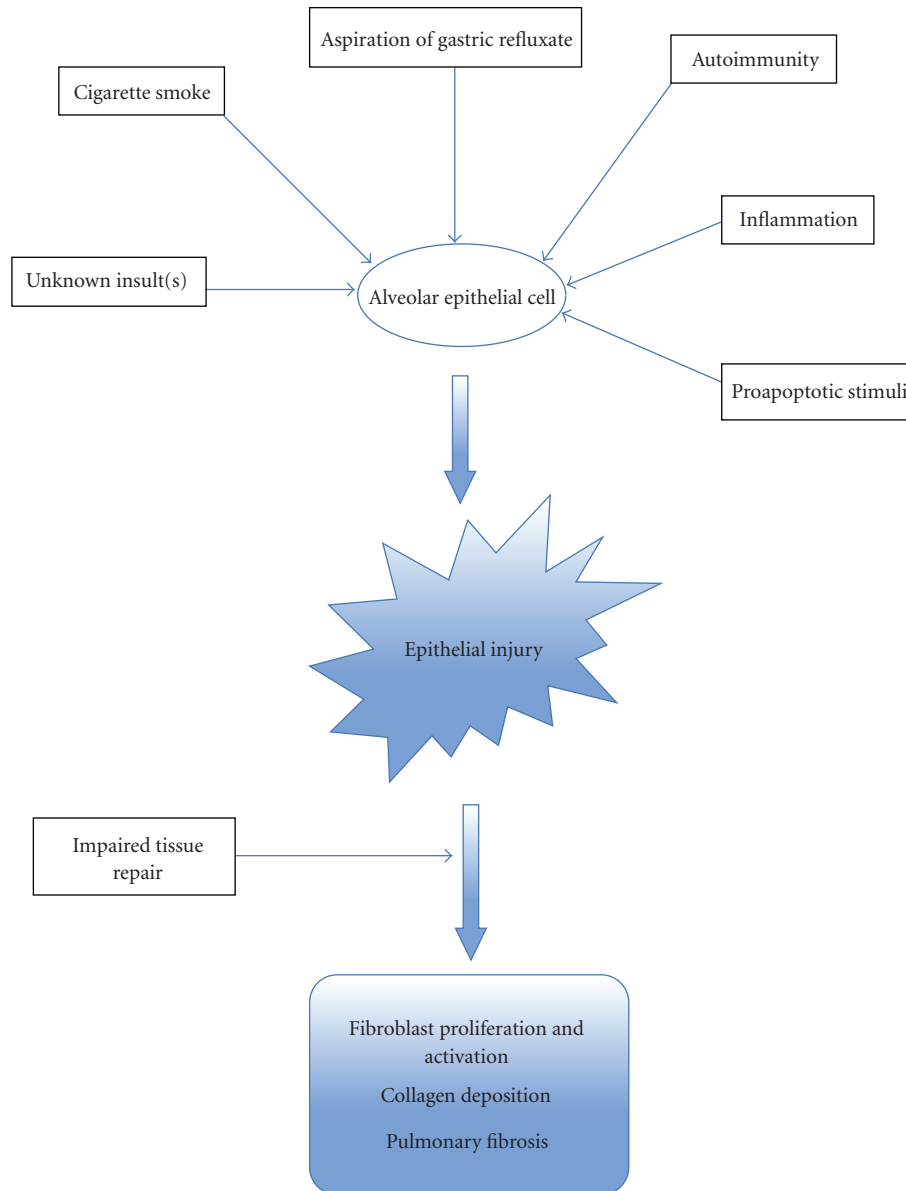 Aspiration of gastric refluxate
Autoimmunity
Cigarette smoke
Inflammation
Unknown insult(s)
Alveolar epithelial cell
Proapoptotic stimuli
Epithelial injury
Impaired tissue
repair
Fibroblast proliferation and
activation
Collagen deposition
Pulmonary fibrosis